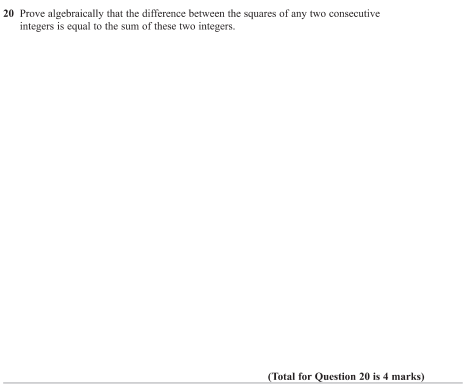 20 Prove algebraically that the difference between the squares of any two consecutive
integers is equal to the sum of these two integers.
(Total for Question 20 is 4 marks)